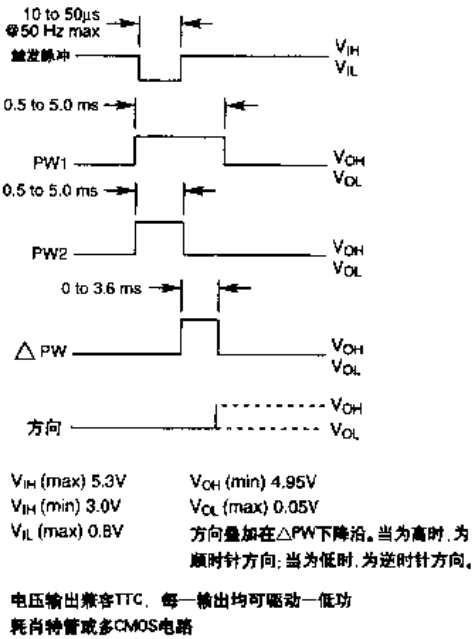 10 to 50μs
@50 Hz max
触发脉冲
VIH
VIL
0.5 to 5.0 ms
PW1
VOH
VOL
0.5 to 5.0 ms
PW2
VOH
VOL
0 to 3.6 ms
△ PW
VOH
VOL
方向
VOH
VOL
VIH (max) 5.3V
VIH (min) 3.0V
VIL (max) 0.8V
VOH (min) 4.95V
VOL (max) 0.05V
方向叠加在△PW下降沿。当为高时,为
顺时针方向;当为低时,为逆时针方向。
电压输出兼容TTC, 每一输出均可驱动一低功
耗肖特管或多CMOS电路